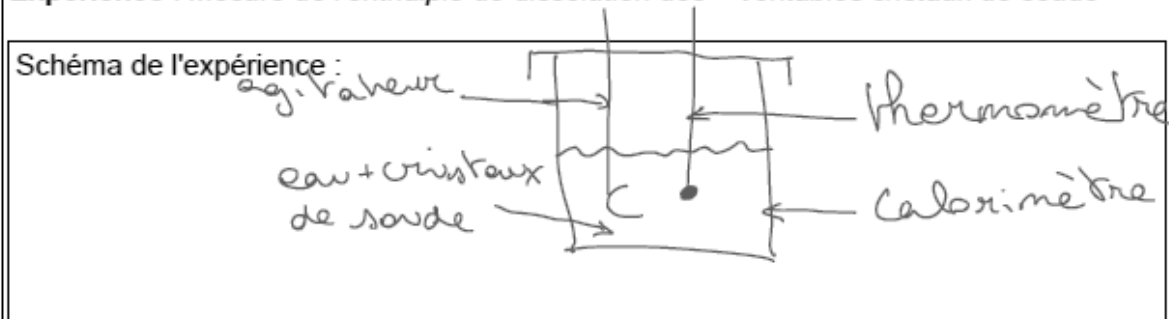 Schéma de l'expérience :
agitateur
thermomètre
eau + cristaux
de soude
calorimètre